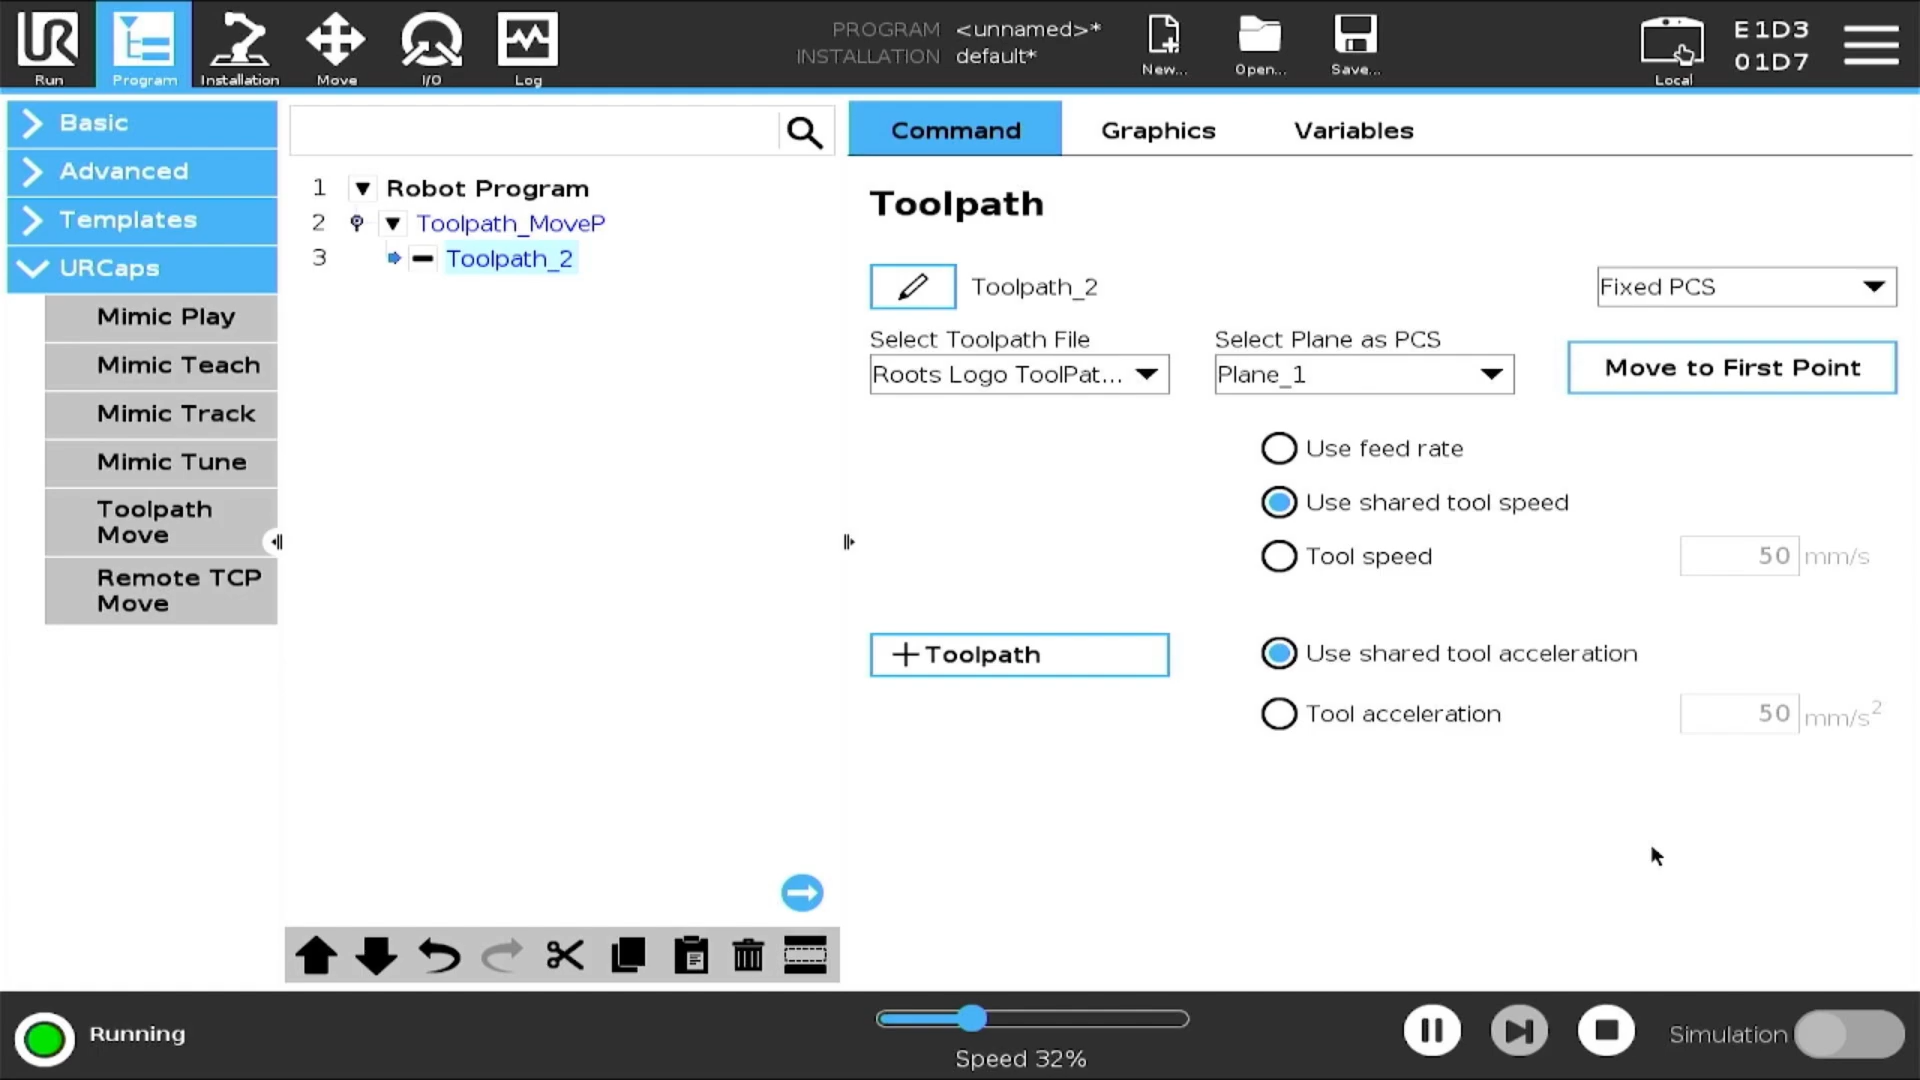 UR
Run
Program
Installation
Move
I/O
Log
PROGRAM <unnamed>*
INSTALLATION default*
New...
Open...
Save...
Local
E1D3
01D7
Basic
Advanced
Templates
URCaps
Mimic Play
Mimic Teach
Mimic Track
Mimic Tune
Toolpath
Move
Remote TCP
Move
1 Robot Program
2 Toolpath_MoveP
3 Toolpath_2
Command Graphics Variables
Toolpath
Toolpath_2
Fixed PCS
Select Toolpath File
Roots Logo ToolPat...
Select Plane as PCS
Plane_1
Move to First Point
Use feed rate
Use shared tool speed
Tool speed 50 mm/s
+ Toolpath
Use shared tool acceleration
Tool acceleration 50 mm/s²
Running
Speed 32%
Simulation